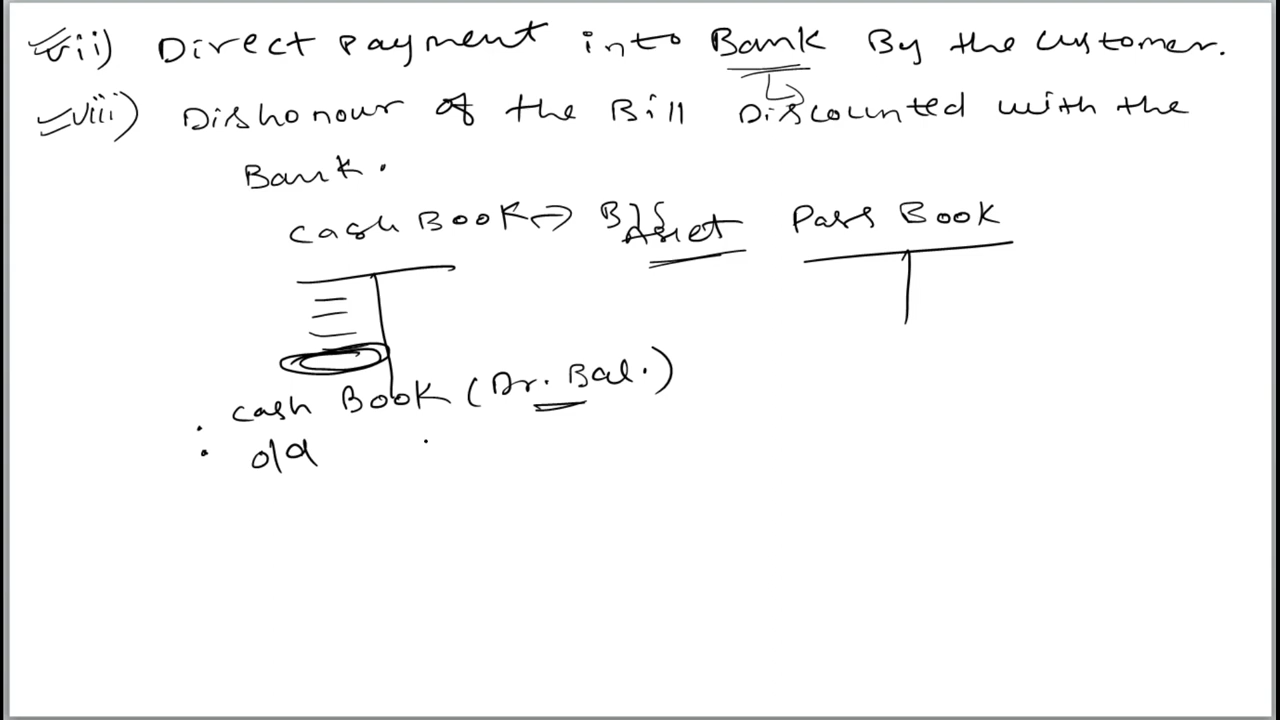 vii) Direct payment into Bank By the customer.
viii) Dishonour of the Bill Discounted with the
Bank.
Cash Book → B/S Asset Pass Book
Cash Book (Dr. Bal.)
o/d